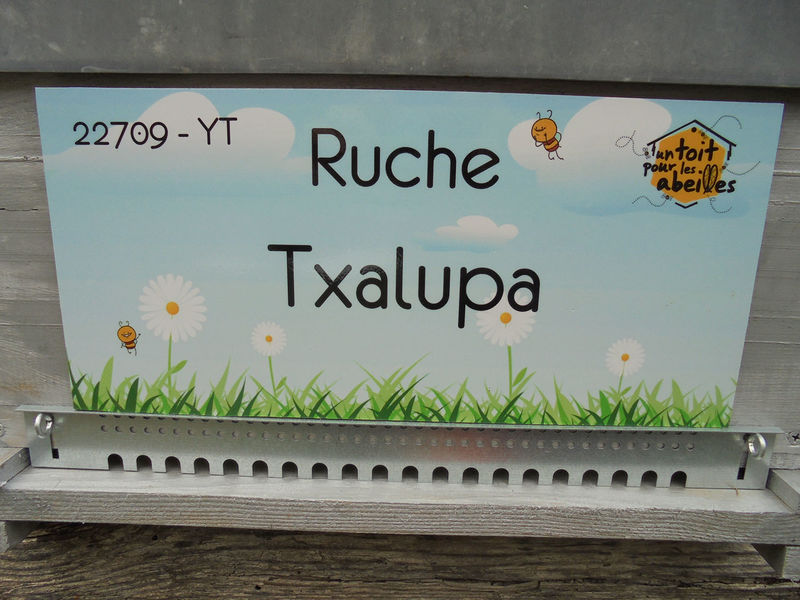 22709 - YT
Ruche
Txalupa
un toit
pour les
abeilles